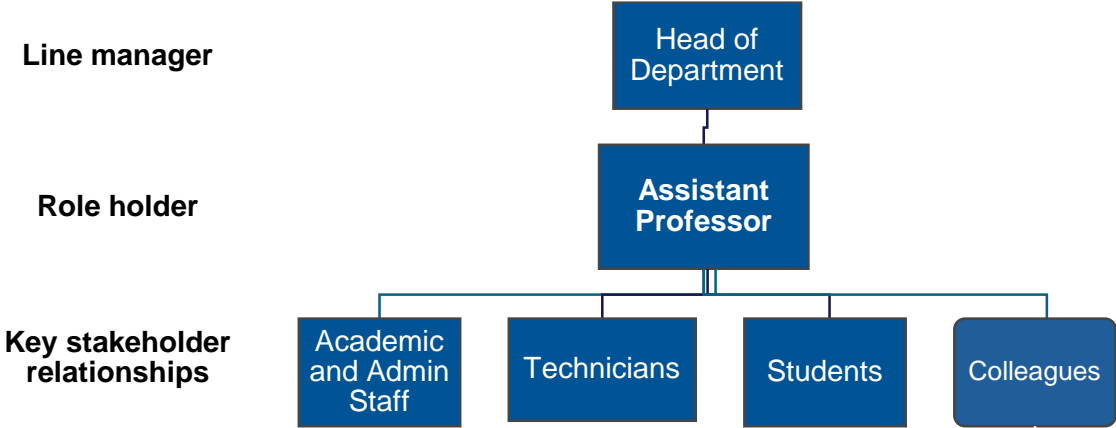 Line manager
Head of
Department
Role holder
Assistant
Professor
Key stakeholder
relationships
Academic
and Admin
Staff
Technicians
Students
Colleagues